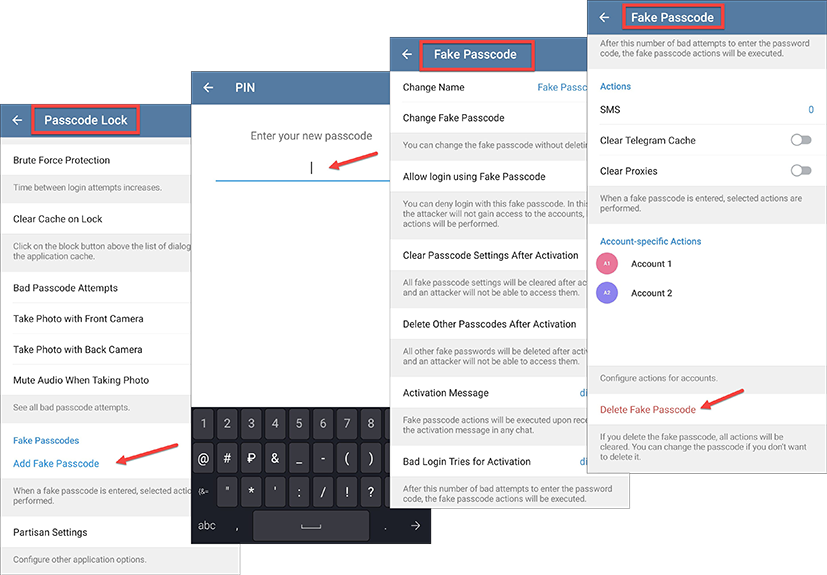 Passcode Lock
Brute Force Protection
Time between login attempts increases.
Clear Cache on Lock
Click on the block button above the list of dialog
the application cache.
Bad Passcode Attempts
Take Photo with Front Camera
Take Photo with Back Camera
Mute Audio When Taking Photo
See all bad passcode attempts.
Fake Passcodes
Add Fake Passcode
When a fake passcode is entered, selected actio
performed.
Partisan Settings
Configure other application options.
PIN
Enter your new passcode
1 2 3 4 5 6 7 8
@ # ₽ & _ - ( )
{&= " * ' : / ! ?
abc , . 
Fake Passcode
Change Name Fake Passc
Change Fake Passcode
You can change the fake passcode without deletin
Allow login using Fake Passcode
You can deny login with this fake passcode. In this
the attacker will not gain access to the accounts,
actions will be performed.
Clear Passcode Settings After Activation
All fake passcode settings will be cleared after ac
and an attacker will not be able to access them.
Delete Other Passcodes After Activation
All other fake passwords will be deleted after activ
and an attacker will not be able to access them.
Activation Message di
Fake passcode actions will be executed upon rece
the activation message in any chat.
Bad Login Tries for Activation di
After this number of bad attempts to enter the password
code, the fake passcode actions will be executed.
Fake Passcode
After this number of bad attempts to enter the password
code, the fake passcode actions will be executed.
Actions
SMS 0
Clear Telegram Cache
Clear Proxies
When a fake passcode is entered, selected actions are
performed.
Account-specific Actions
A1 Account 1
A2 Account 2
Configure actions for accounts.
Delete Fake Passcode
If you delete the fake passcode, all actions will be
cleared. You can change the passcode if you don't want
to delete it.